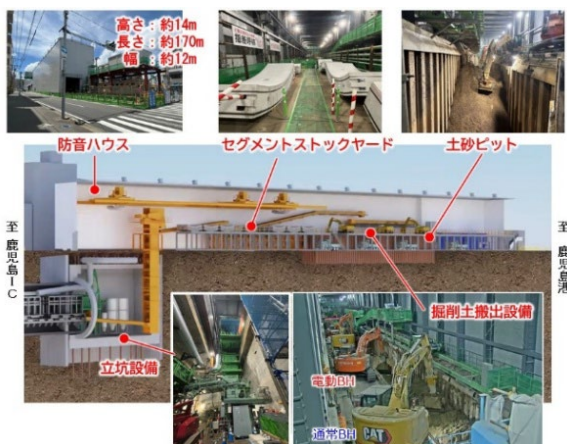 高さ：約14m
長さ：約170m
幅　：約12m
防音ハウス
セグメントストックヤード
土砂ピット
至 鹿児島IC
至 鹿児島港
掘削土搬出設備
立坑設備
電動BH
通常BH
CAT